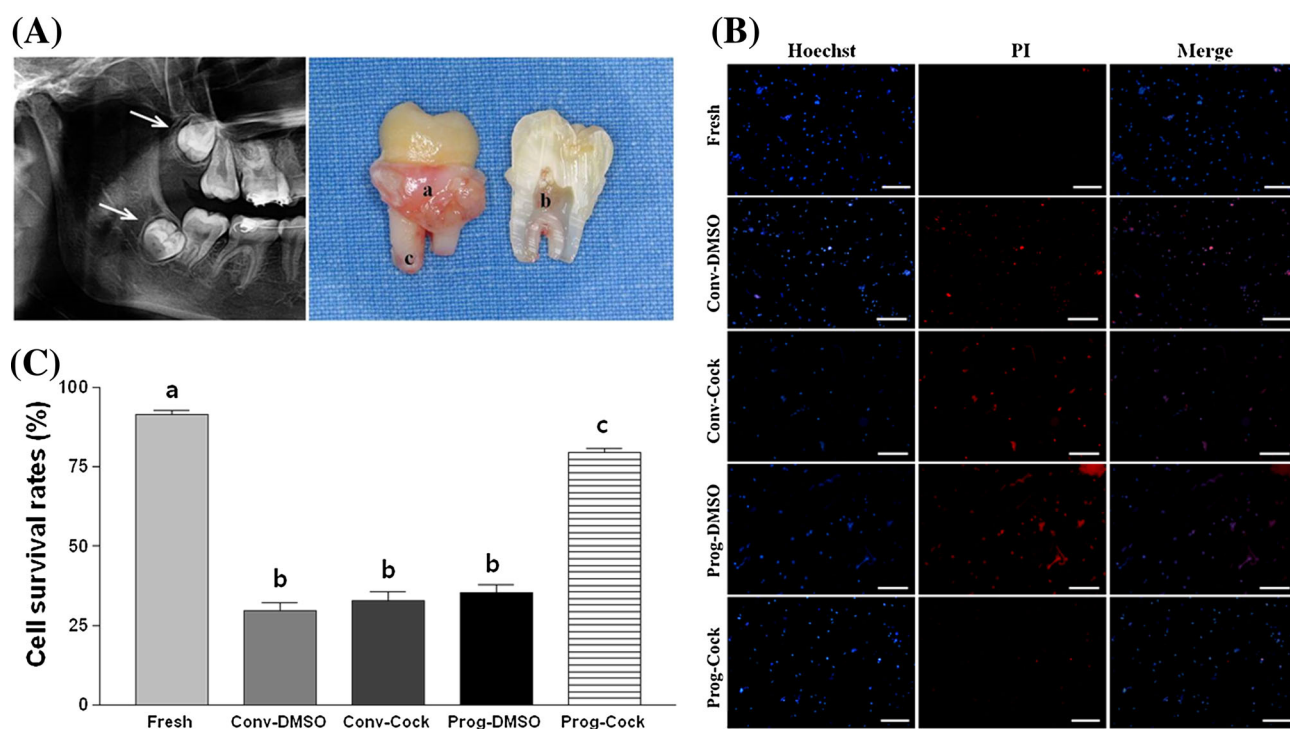 (A)
a
b
c
(B)
Hoechst PI Merge
Fresh
Conv-DMSO
Conv-Cock
Prog-DMSO
Prog-Cock
(C)
Cell survival rates (%)
100
75
50
25
0
a
b
b
b
c
Fresh Conv-DMSO Conv-Cock Prog-DMSO Prog-Cock